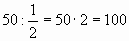 50 : 1/2 = 50 · 2 = 100